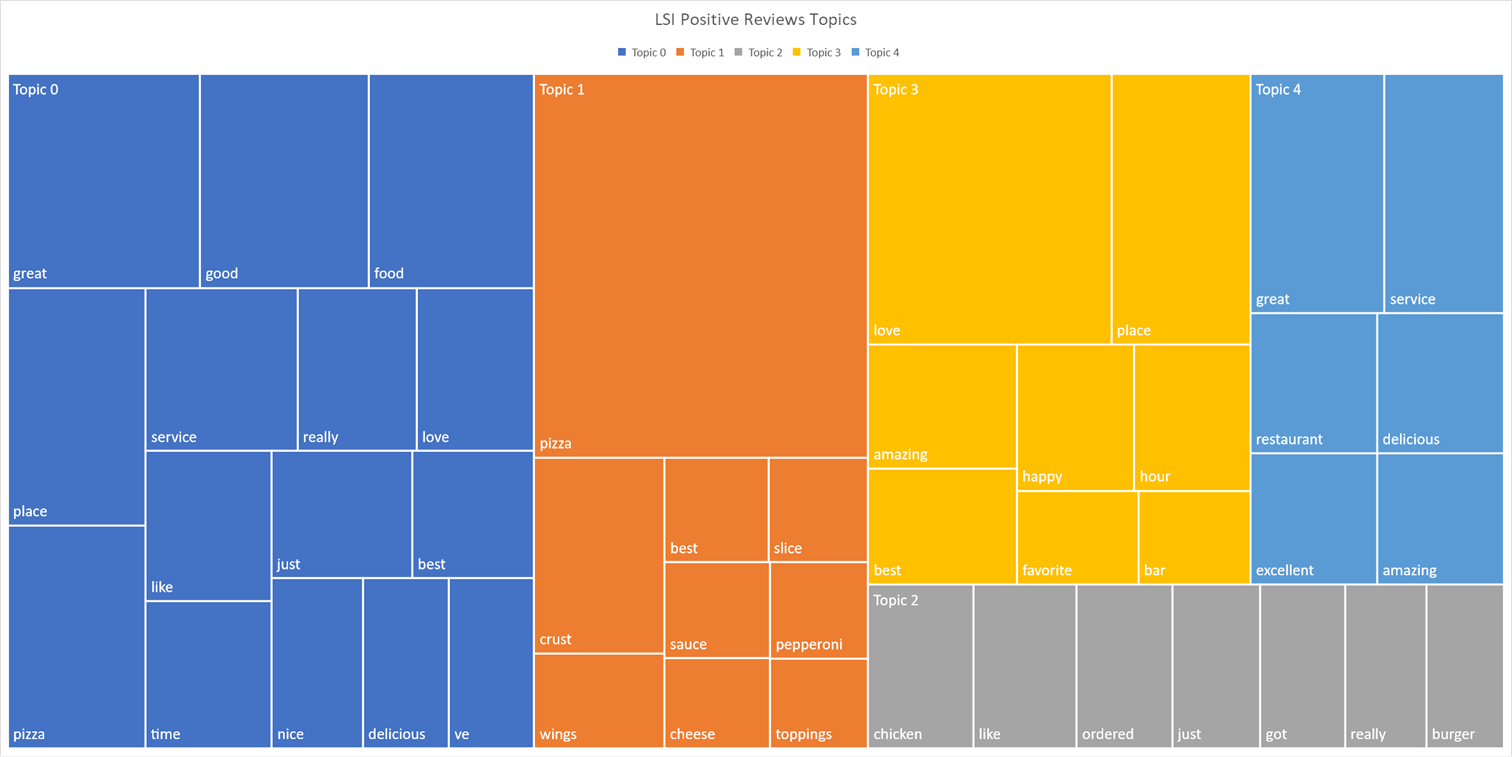 LSI Positive Reviews Topics
Topic 0 Topic 1 Topic 2 Topic 3 Topic 4
Topic 0
great
good
food
place
service
really
love
pizza
like
just
best
time
nice
delicious
ve
Topic 1
pizza
crust
best
slice
sauce
pepperoni
wings
cheese
toppings
Topic 3
love
place
amazing
happy
hour
best
favorite
bar
Topic 4
great
service
restaurant
delicious
excellent
amazing
Topic 2
chicken
like
ordered
just
got
really
burger